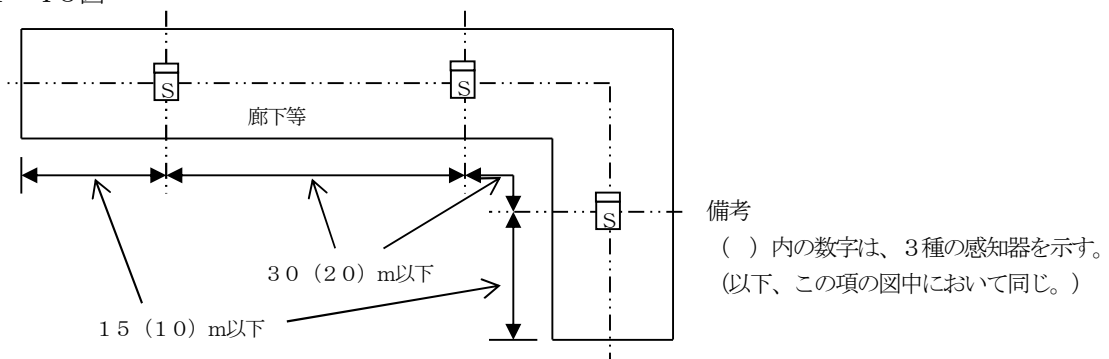 S
S
廊下等
S
備考
（　）内の数字は、３種の感知器を示す。
(以下、この項の図中において同じ。）
３０（２０）m以下
１５（１０）m以下